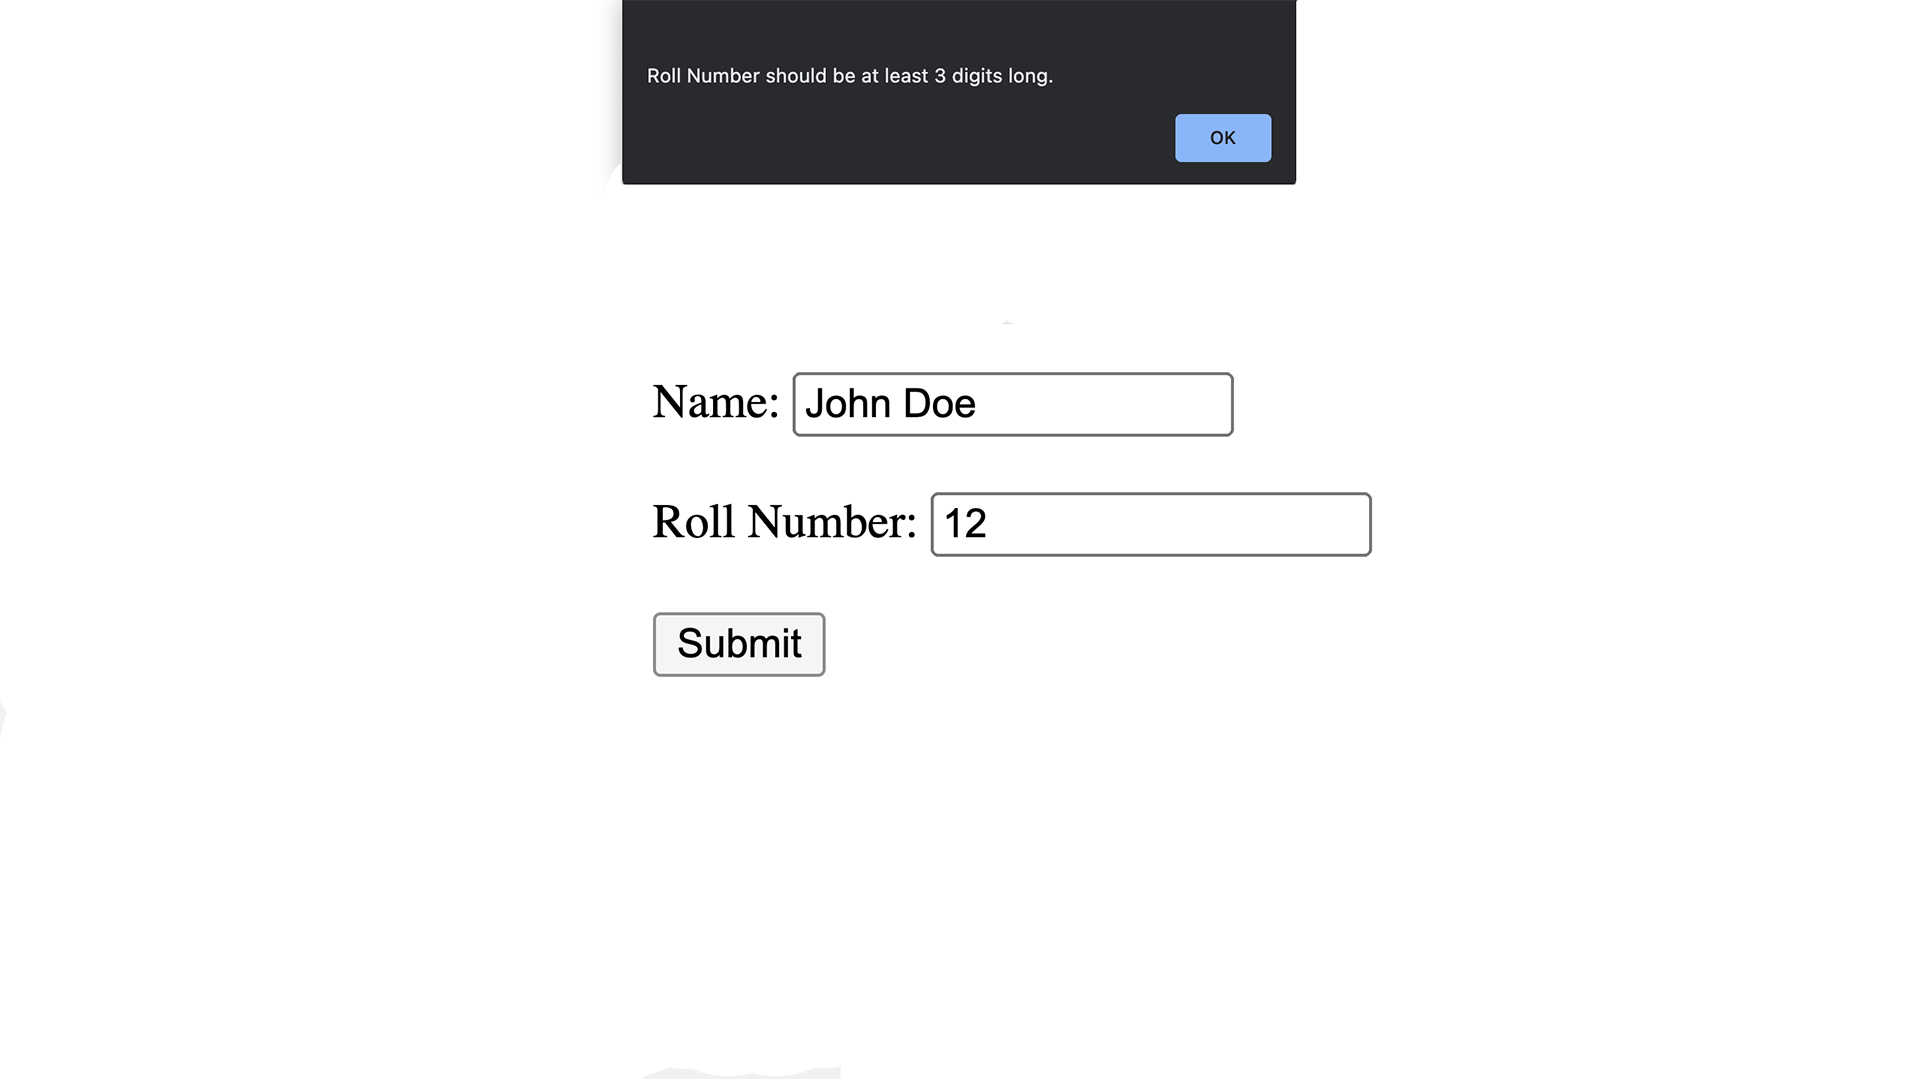 Roll Number should be at least 3 digits long.
OK
Name: John Doe
Roll Number: 12
Submit